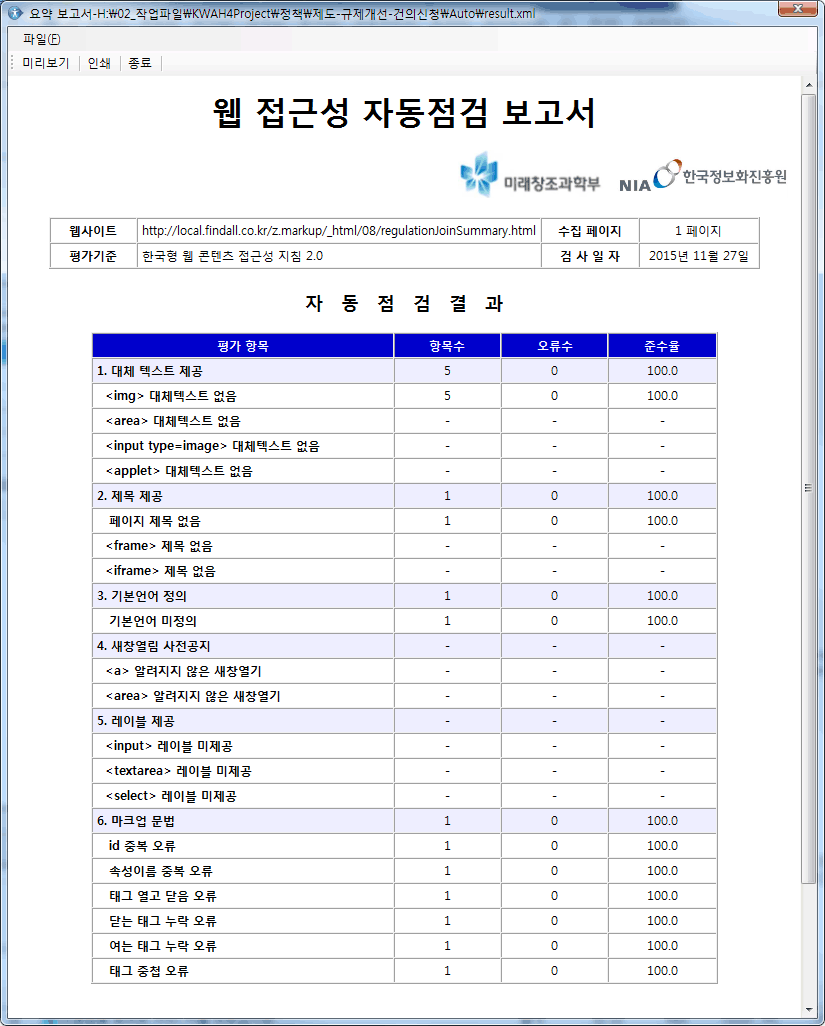 요약 보고서-H:\02_작업파일\KWAH4Project\정책\제도-규제개선-건의신청\Auto\result.xml
파일(F)
미리보기 인쇄 종료
웹 접근성 자동점검 보고서
미래창조과학부 NIA 한국정보화진흥원
웹사이트 http://local.findall.co.kr/z.markup/_html/08/regulationJoinSummary.html 수집 페이지 1 페이지
평가기준 한국형 웹 콘텐츠 접근성 지침 2.0 검 사 일 자 2015년 11월 27일
자 동 점 검 결 과
평가 항목 항목수 오류수 준수율
1. 대체 텍스트 제공 5 0 100.0
<img> 대체텍스트 없음 5 0 100.0
<area> 대체텍스트 없음 - - -
<input type=image> 대체텍스트 없음 - - -
<applet> 대체텍스트 없음 - - -
2. 제목 제공 1 0 100.0
페이지 제목 없음 1 0 100.0
<frame> 제목 없음 - - -
<iframe> 제목 없음 - - -
3. 기본언어 정의 1 0 100.0
기본언어 미정의 1 0 100.0
4. 새창열림 사전공지 - - -
<a> 알려지지 않은 새창열기 - - -
<area> 알려지지 않은 새창열기 - - -
5. 레이블 제공 - - -
<input> 레이블 미제공 - - -
<textarea> 레이블 미제공 - - -
<select> 레이블 미제공 - - -
6. 마크업 문법 1 0 100.0
id 중복 오류 1 0 100.0
속성이름 중복 오류 1 0 100.0
태그 열고 닫음 오류 1 0 100.0
닫는 태그 누락 오류 1 0 100.0
여는 태그 누락 오류 1 0 100.0
태그 중첩 오류 1 0 100.0